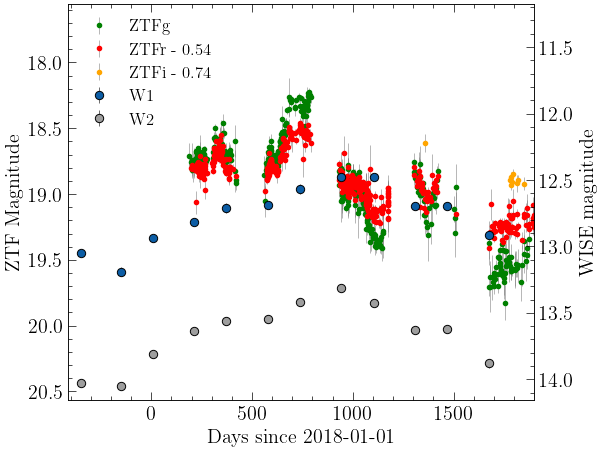 ZTFg
ZTFr - 0.54
ZTFi - 0.74
W1
W2
18.0
18.5
19.0
19.5
20.0
20.5
ZTF Magnitude
11.5
12.0
12.5
13.0
13.5
14.0
WISE magnitude
0
500
1000
1500
Days since 2018-01-01